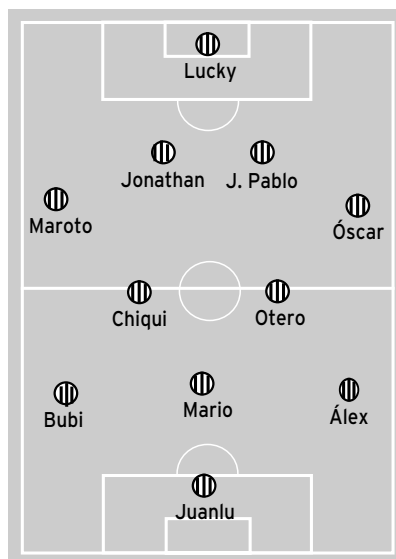 Lucky
Jonathan
J. Pablo
Maroto
Óscar
Chiqui
Otero
Bubi
Mario
Álex
Juanlu